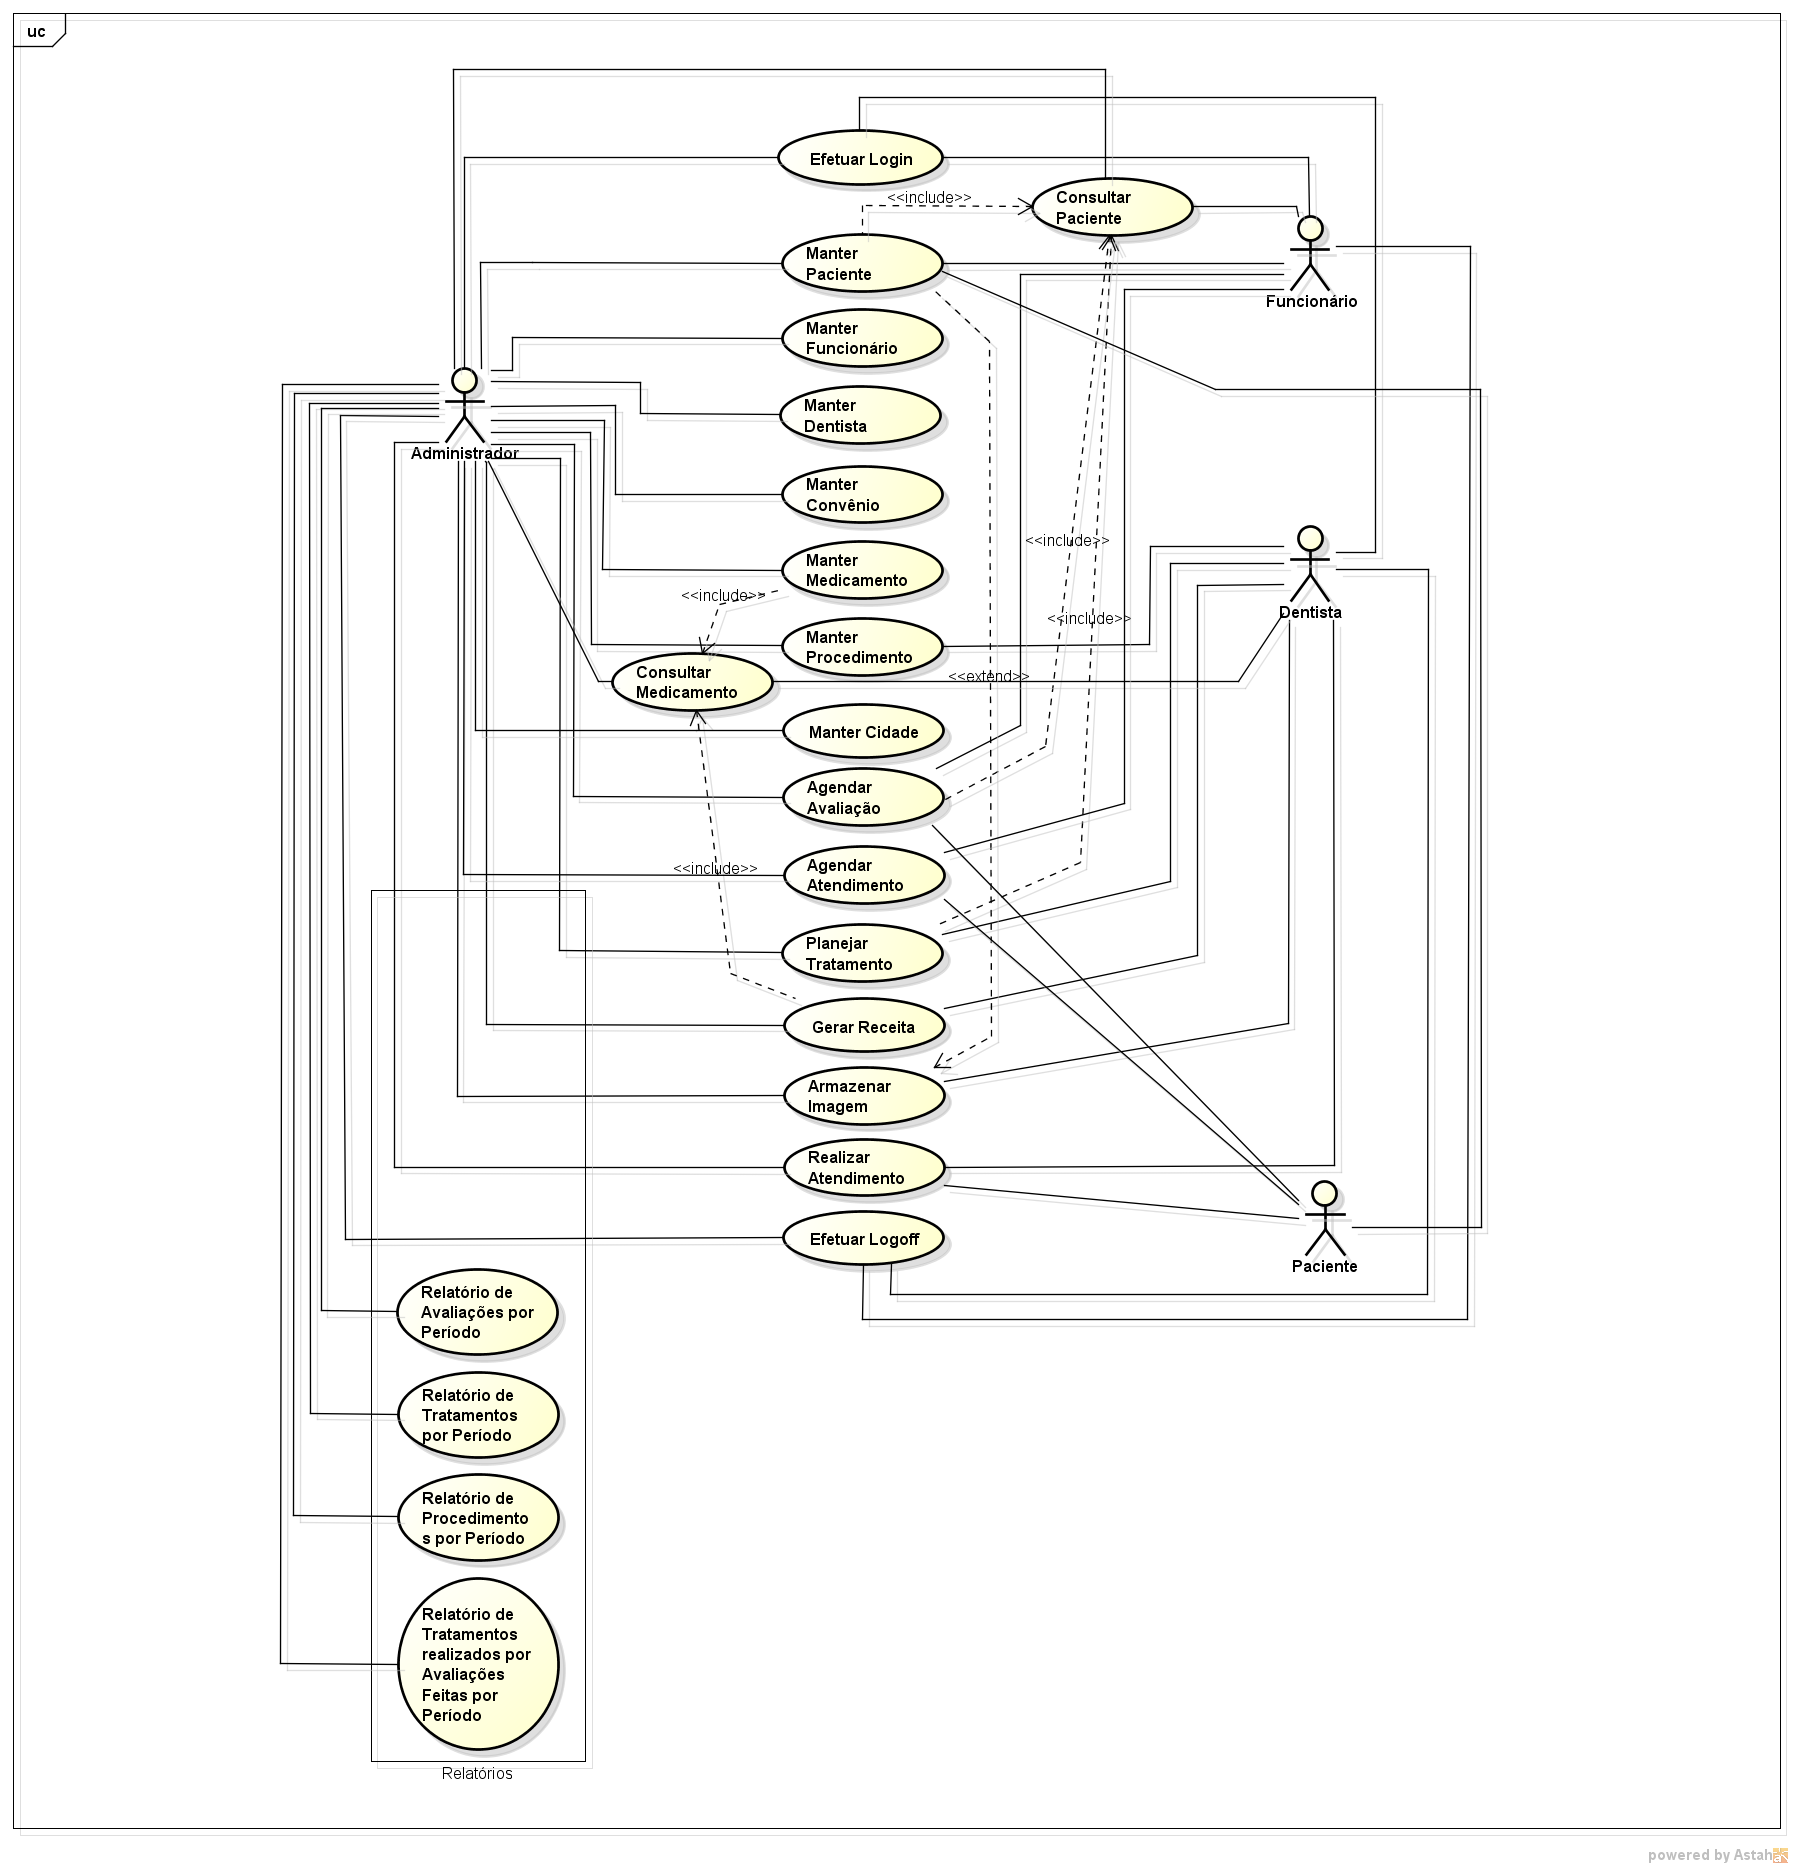 uc
Efetuar Login
<<include>>
Consultar
Paciente
Manter
Paciente
Funcionário
Manter
Funcionário
Administrador
Manter
Dentista
Manter
Convênio
<<include>>
Manter
Medicamento
<<include>>
Dentista
<<include>>
Manter
Procedimento
Consultar
Medicamento
<<extend>>
Manter Cidade
Agendar
Avaliação
<<include>>
Agendar
Atendimento
Planejar
Tratamento
Gerar Receita
Armazenar
Imagem
Realizar
Atendimento
Efetuar Logoff
Paciente
Relatório de
Avaliações por
Período
Relatório de
Tratamentos
por Período
Relatório de
Procedimento
s por Período
Relatório de
Tratamentos
realizados por
Avaliações
Feitas por
Período
Relatórios
powered by Astah